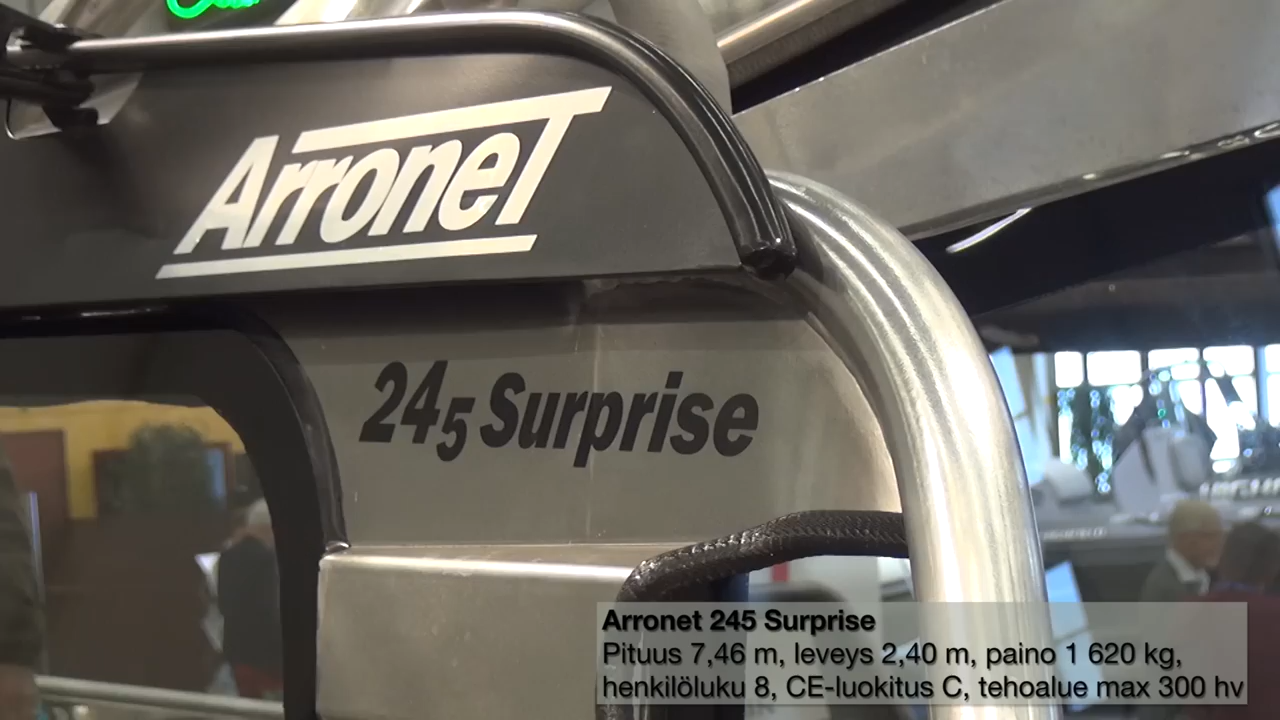 Arronet
245 Surprise
Arronet 245 Surprise
Pituus 7,46 m, leveys 2,40 m, paino 1 620 kg,
henkilöluku 8, CE-luokitus C, tehoalue max 300 hv